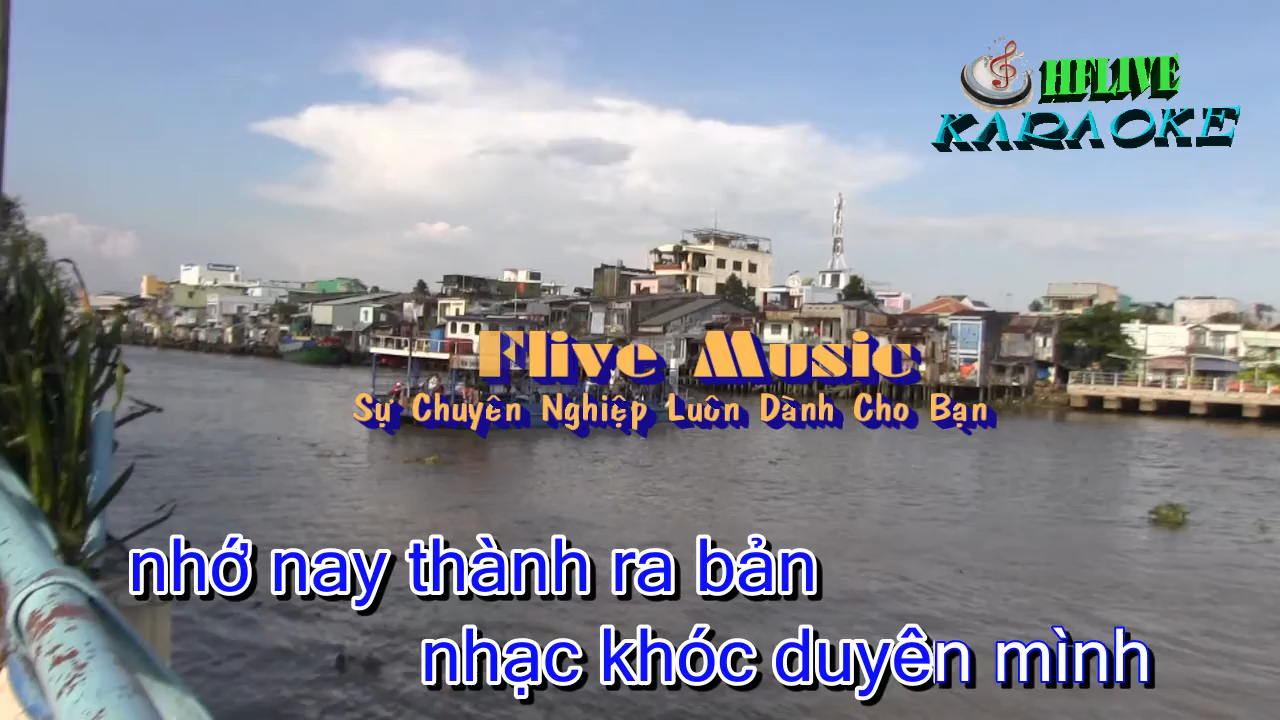 HFLIVE
KARAOKE
Flive Music
Sự Chuyên Nghiệp Luôn Dành Cho Bạn
nhớ nay thành ra bản
nhạc khóc duyên mình